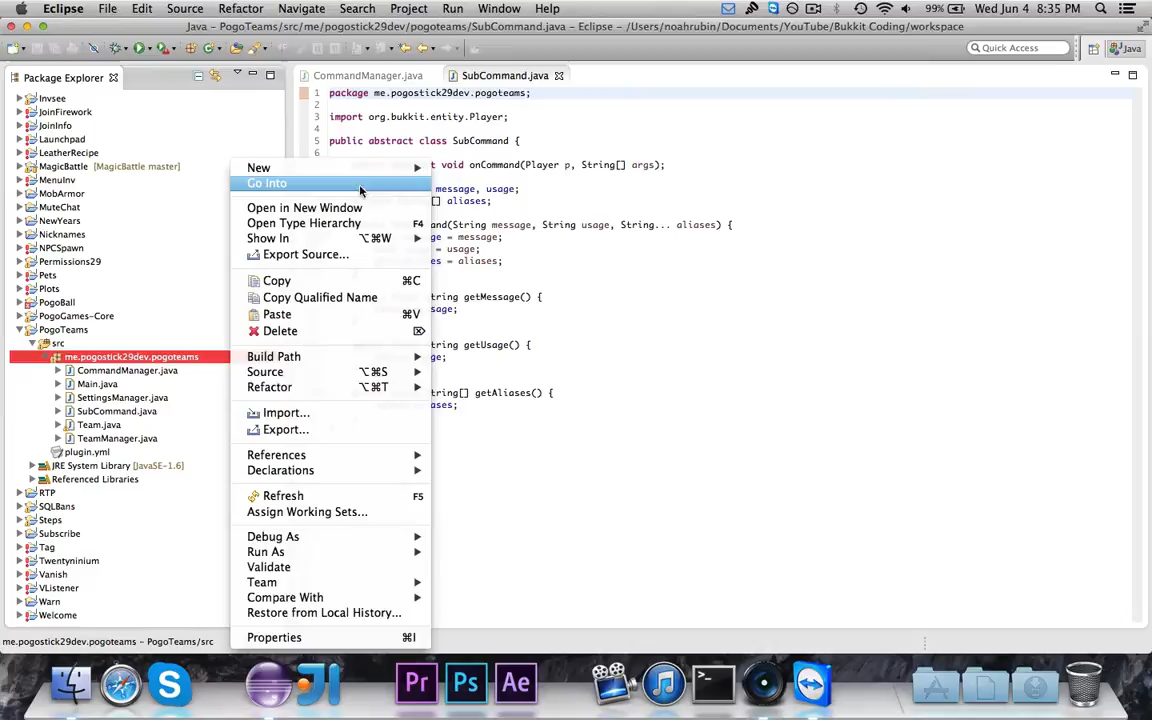 Eclipse File Edit Source Refactor Navigate Search Project Run Window Help 99% Wed Jun 4 8:35 PM
Java – PogoTeams/src/me/pogostick29dev/pogoteams/SubCommand.java – Eclipse – /Users/noahrubin/Documents/YouTube/Bukkit Coding/workspace
Quick Access
Java
Package Explorer
CommandManager.java
SubCommand.java
Invsee
JoinFirework
JoinInfo
Launchpad
LeatherRecipe
MagicBattle [MagicBattle master]
MenuInv
MobArmor
MuteChat
NewYears
Nicknames
NPCSpawn
Permissions29
Pets
Plots
PogoBall
PogoGames-Core
PogoTeams
src
me.pogostick29dev.pogoteams
CommandManager.java
Main.java
SettingsManager.java
SubCommand.java
Team.java
TeamManager.java
plugin.yml
JRE System Library [JavaSE-1.6]
Referenced Libraries
RTP
SQLBans
Steps
Subscribe
Tag
Twentyninium
Vanish
VListener
Warn
Welcome
1 package me.pogostick29dev.pogoteams;
2
3 import org.bukkit.entity.Player;
4
5 public abstract class SubCommand {
6
t void onCommand(Player p, String[] args);
message, usage;
[] aliases;
and(String message, String usage, String... aliases) {
ge = message;
= usage;
es = aliases;
tring getMessage() {
sage;
tring getUsage() {
ge;
tring[] getAliases() {
ases;
New
Go Into
Open in New Window
Open Type Hierarchy F4
Show In ⌥⌘W
Export Source...
Copy ⌘C
Copy Qualified Name
Paste ⌘V
Delete ⌦
Build Path
Source ⌥⌘S
Refactor ⌥⌘T
Import...
Export...
References
Declarations
Refresh F5
Assign Working Sets...
Debug As
Run As
Validate
Team
Compare With
Restore from Local History...
Properties ⌘I
me.pogostick29dev.pogoteams - PogoTeams/src
Pr
Ps
Ae